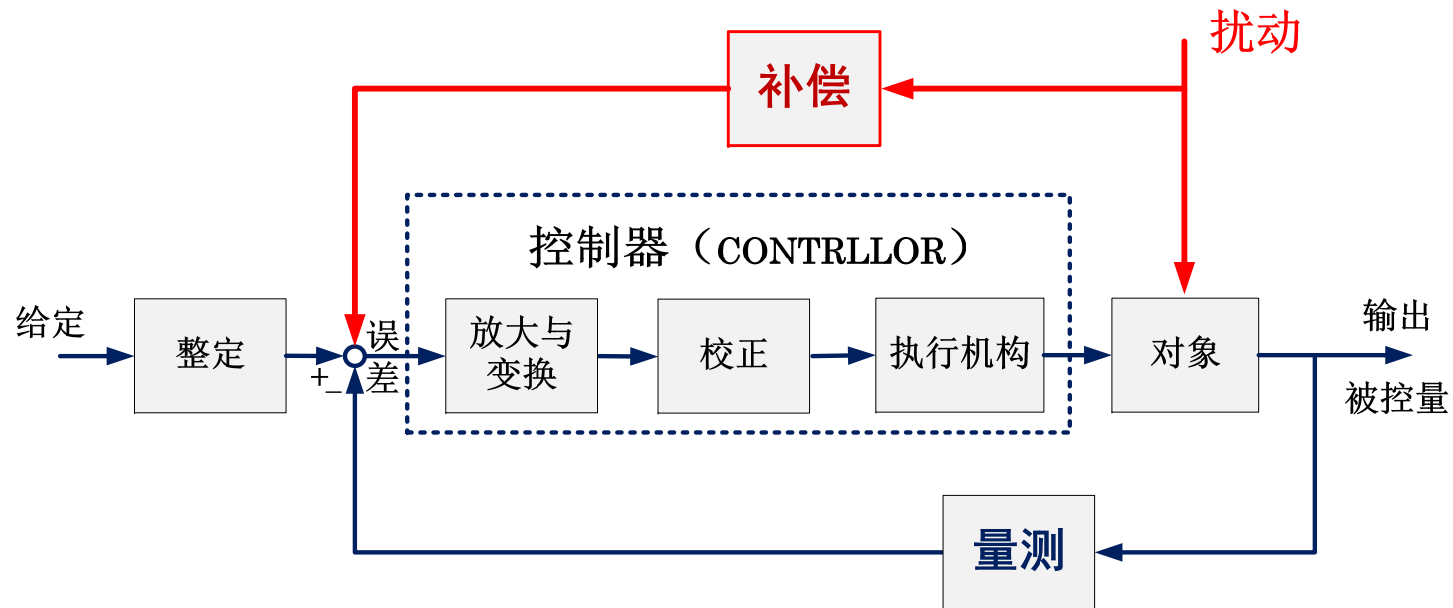 扰动
补偿
控制器（CONTRLLOR）
给定
整定
+
_
误
差
放大与
变换
校正
执行机构
对象
输出
被控量
量测